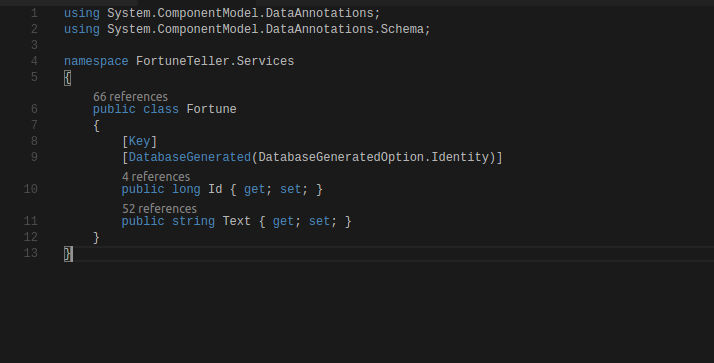 1 using System.ComponentModel.DataAnnotations;
2 using System.ComponentModel.DataAnnotations.Schema;
3
4 namespace FortuneTeller.Services
5 {
66 references
6 public class Fortune
7 {
8 [Key]
9 [DatabaseGenerated(DatabaseGeneratedOption.Identity)]
4 references
10 public long Id { get; set; }
52 references
11 public string Text { get; set; }
12 }
13 }